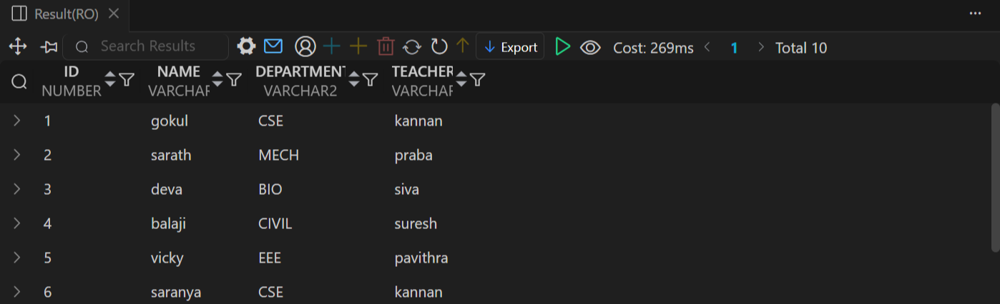 Result(RO)
Search Results Export Cost: 269ms 1 Total 10
ID NAME DEPARTMENT TEACHER
NUMBER VARCHAR VARCHAR2 VARCHAR
1 gokul CSE kannan
2 sarath MECH praba
3 deva BIO siva
4 balaji CIVIL suresh
5 vicky EEE pavithra
6 saranya CSE kannan